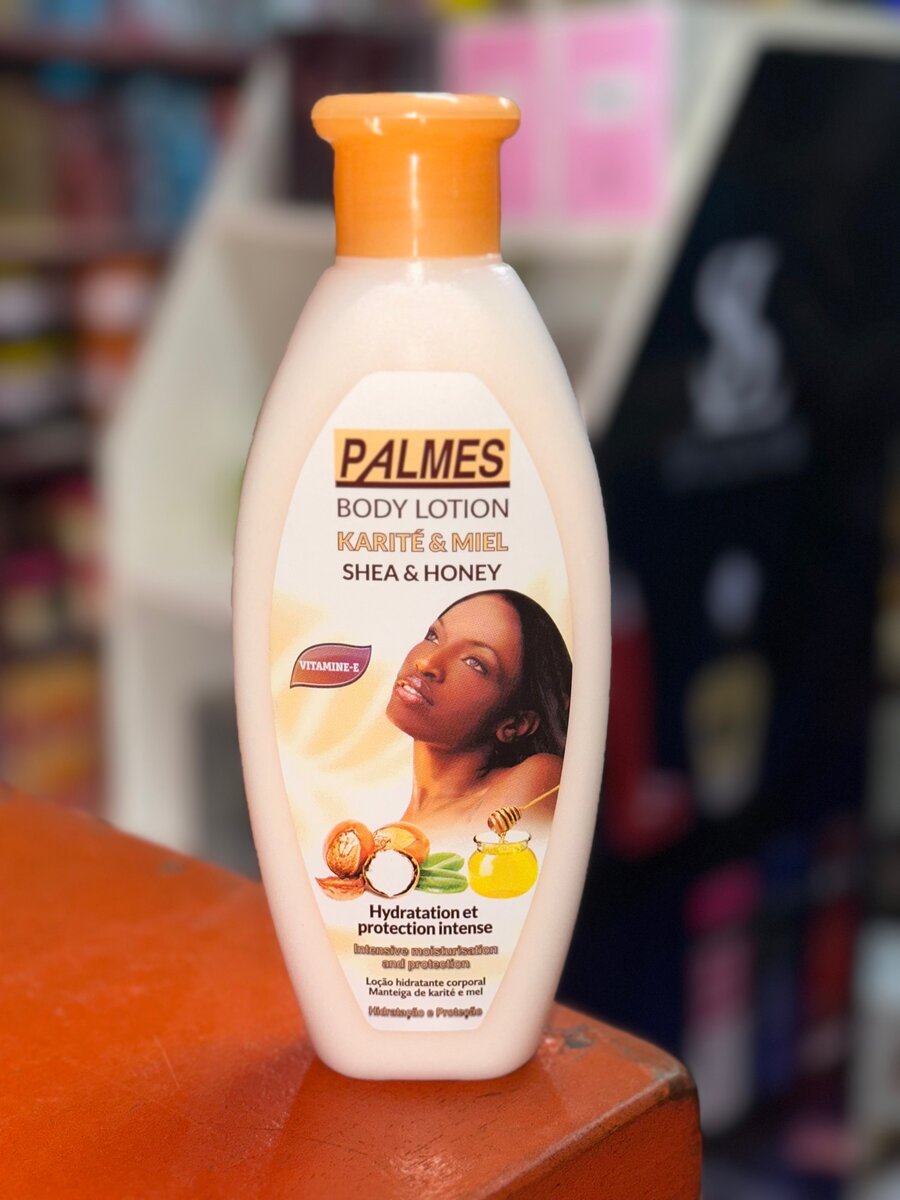 PALMES
BODY LOTION
KARITÉ & MIEL
SHEA & HONEY
VITAMINE-E
Hydratation et
protection intense
Intensive moisturisation
and protection
Loção hidratante corporal
Manteiga de karité e mel
Hidratação e Proteção